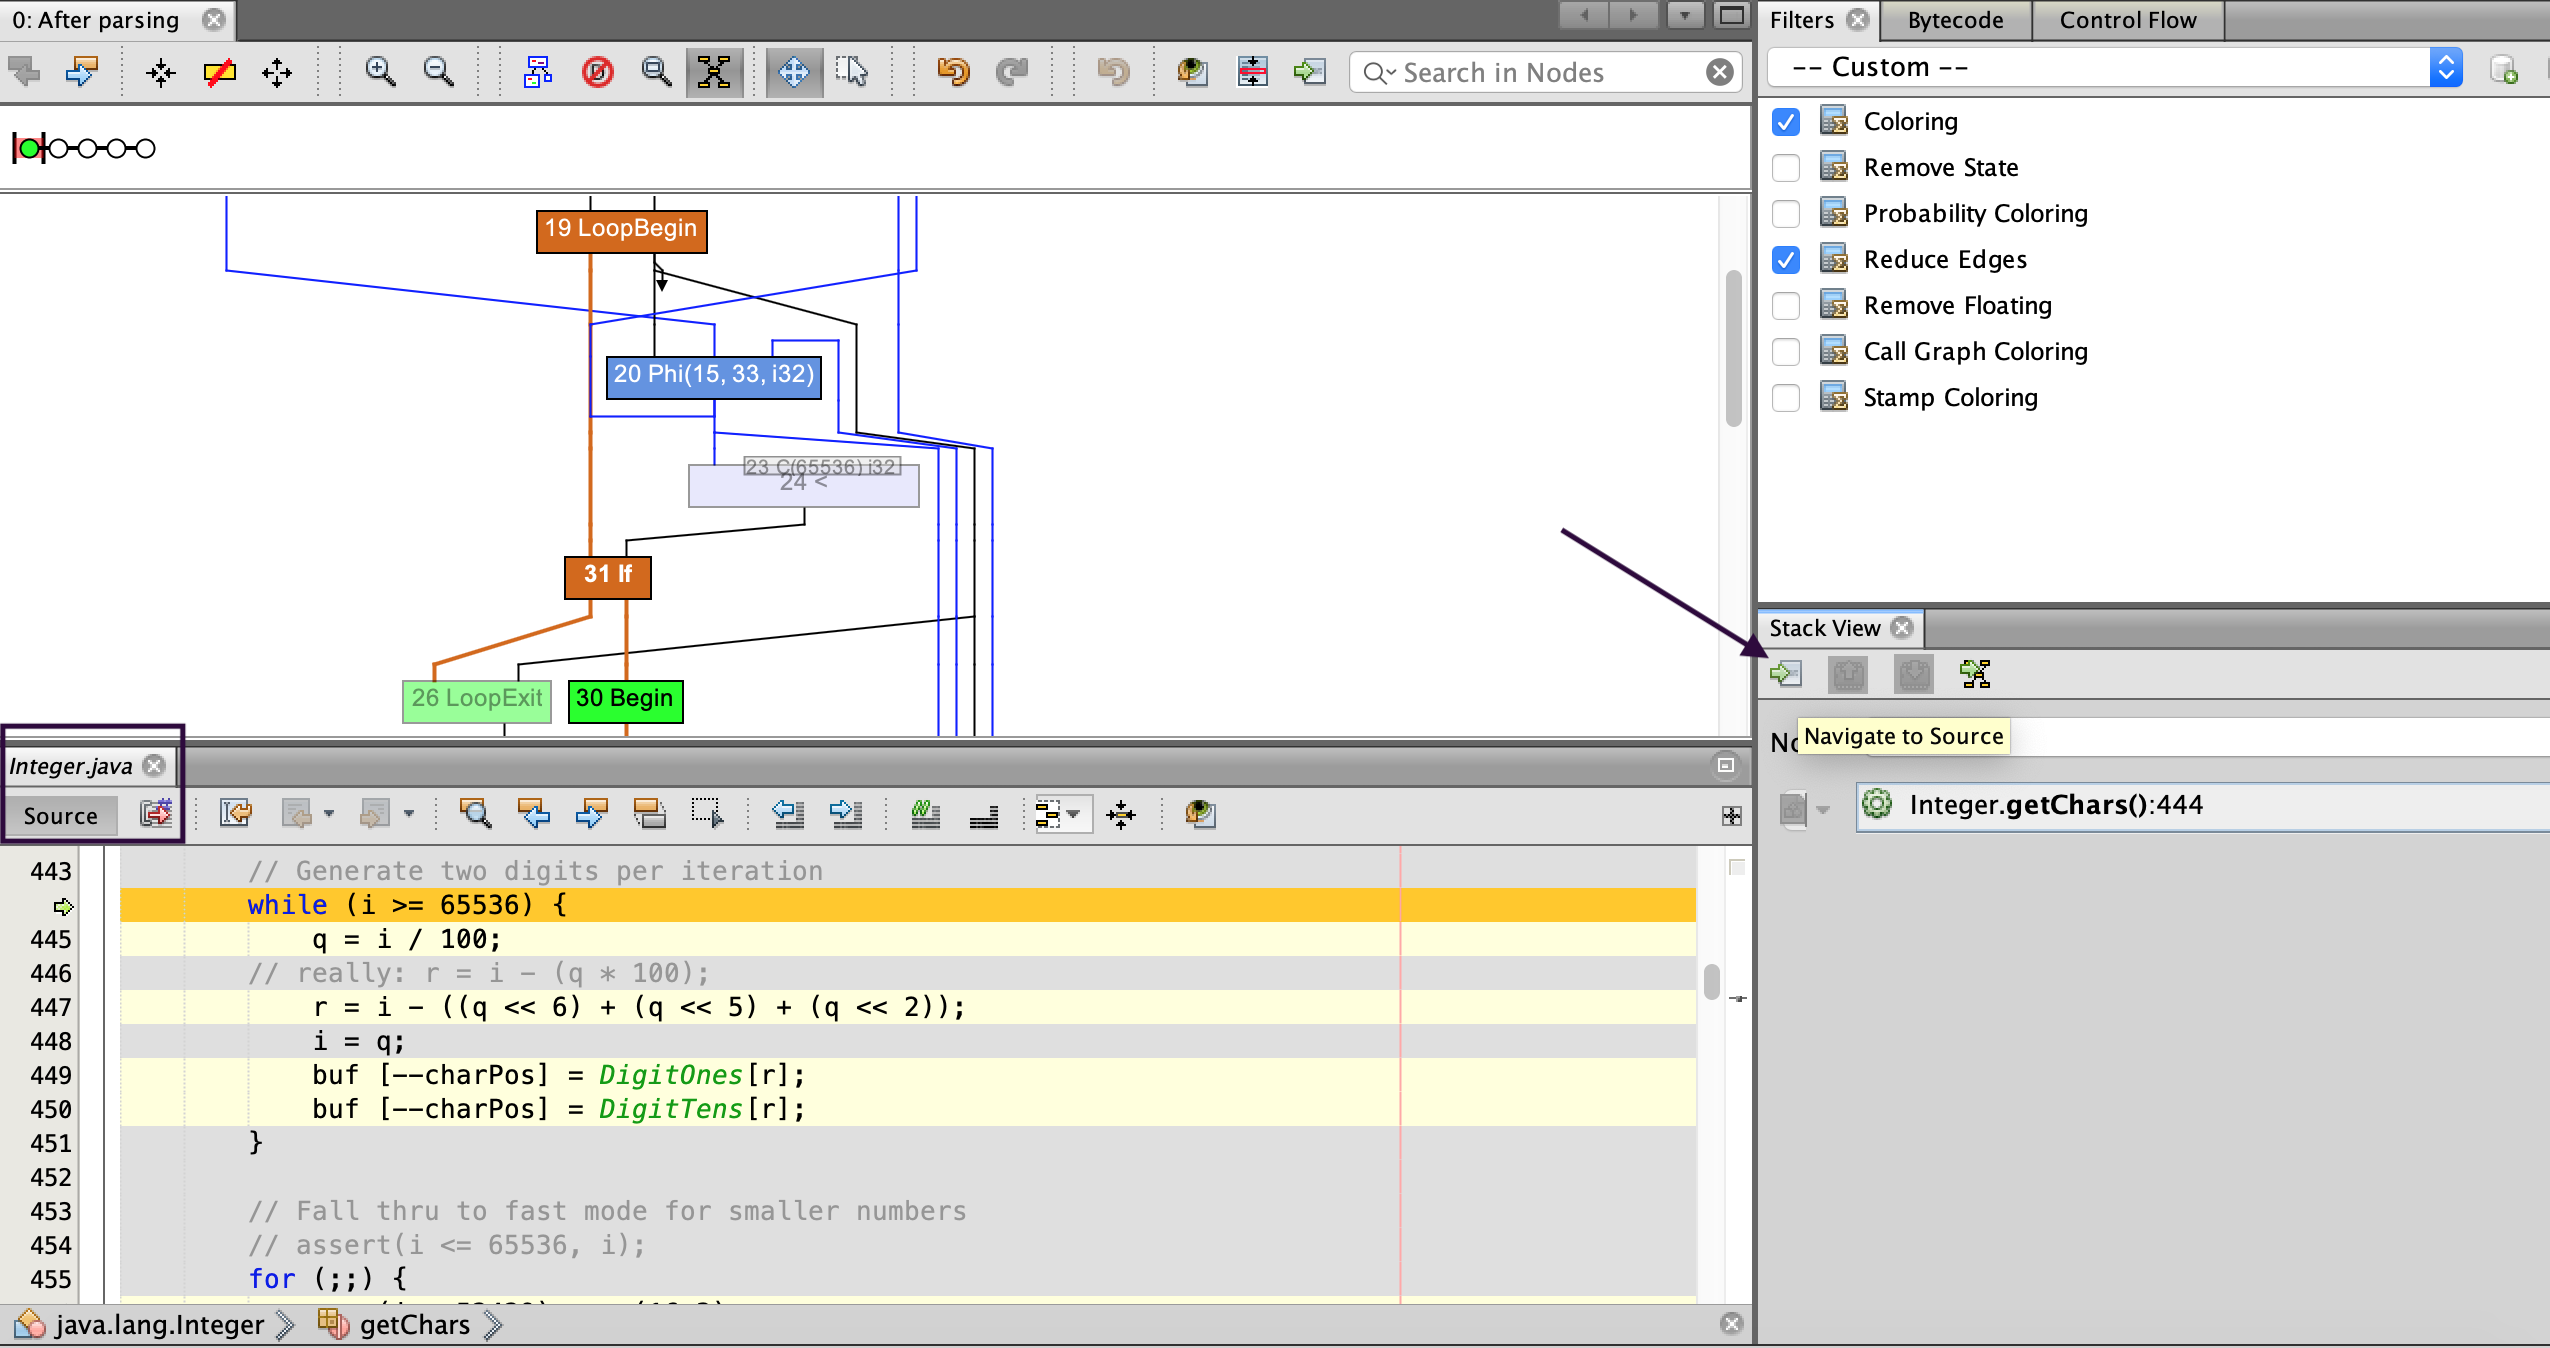 0: After parsing
Search in Nodes
19 LoopBegin
20 Phi(15, 33, i32)
23 C(65536) i32
24 <
31 If
26 LoopExit
30 Begin
Integer.java
Source
443 // Generate two digits per iteration
while (i >= 65536) {
445 q = i / 100;
446 // really: r = i - (q * 100);
447 r = i - ((q << 6) + (q << 5) + (q << 2));
448 i = q;
449 buf [--charPos] = DigitOnes[r];
450 buf [--charPos] = DigitTens[r];
451 }
452
453 // Fall thru to fast mode for smaller numbers
454 // assert(i <= 65536, i);
455 for (;;) {
java.lang.Integer getChars
Filters Bytecode Control Flow
-- Custom --
Coloring
Remove State
Probability Coloring
Reduce Edges
Remove Floating
Call Graph Coloring
Stamp Coloring
Stack View
Navigate to Source
Integer.getChars():444